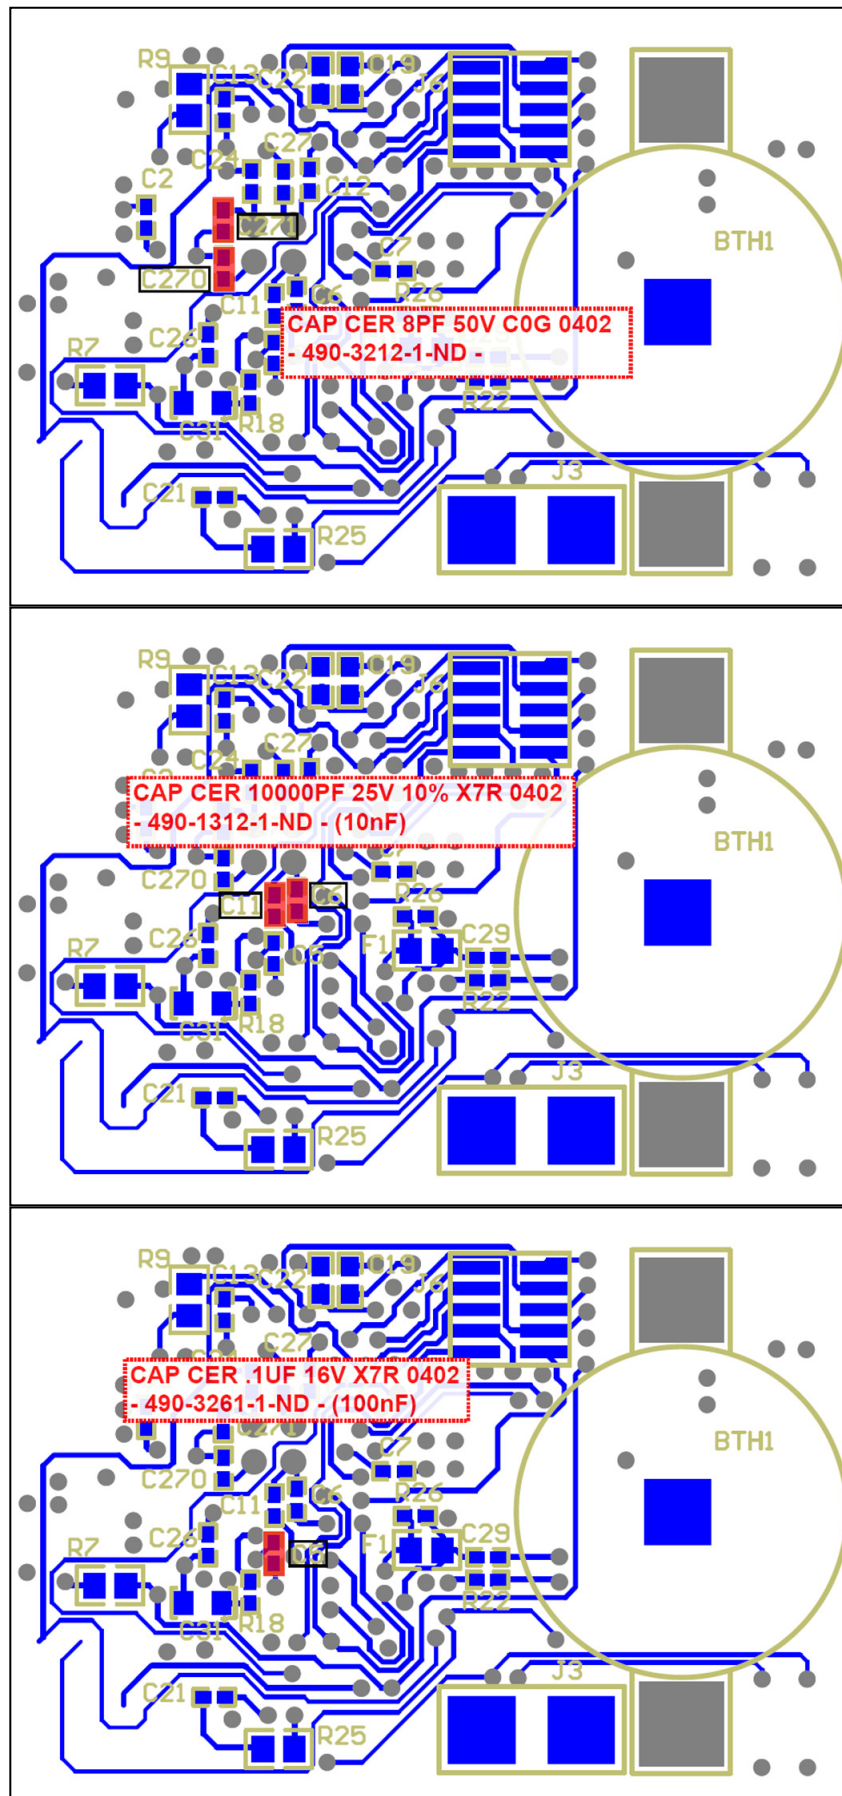 R9
C13
C22
C19
J6
C24
C27
C12
C2
C271
BTH1
C270
C7
C11
C6
R26
CAP CER 8PF 50V C0G 0402
- 490-3212-1-ND -
R7
C26
R22
C31
R18
J3
C21
R25
R9
C13
C22
C19
J6
C24
C27
CAP CER 10000PF 25V 10% X7R 0402
- 490-1312-1-ND - (10nF)
BTH1
C7
C270
C11
C6
R26
R7
C26
C5
F1
C29
R22
C31
R18
J3
C21
R25
R9
C13
C22
C19
J6
C27
CAP CER .1UF 16V X7R 0402
- 490-3261-1-ND - (100nF)
C271
BTH1
C270
C7
C11
C6
R26
R7
C26
C5
F1
C29
R22
C31
R18
J3
C21
R25